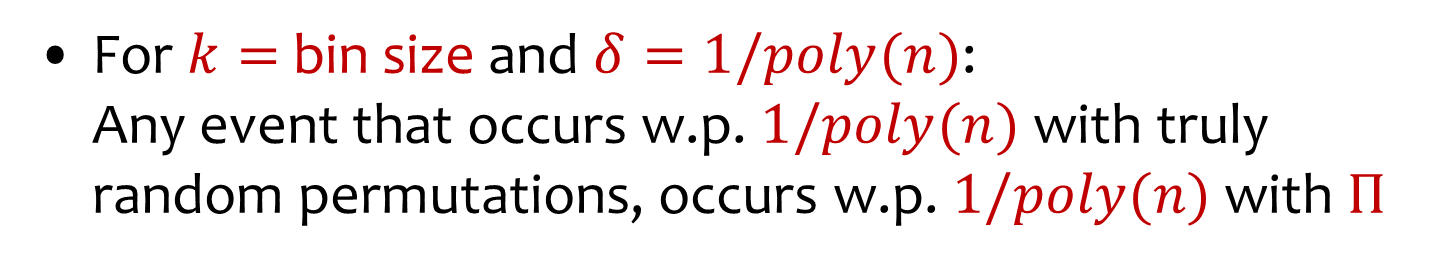 • For k = bin size and δ = 1/poly(n):
Any event that occurs w.p. 1/poly(n) with truly
random permutations, occurs w.p. 1/poly(n) with Π